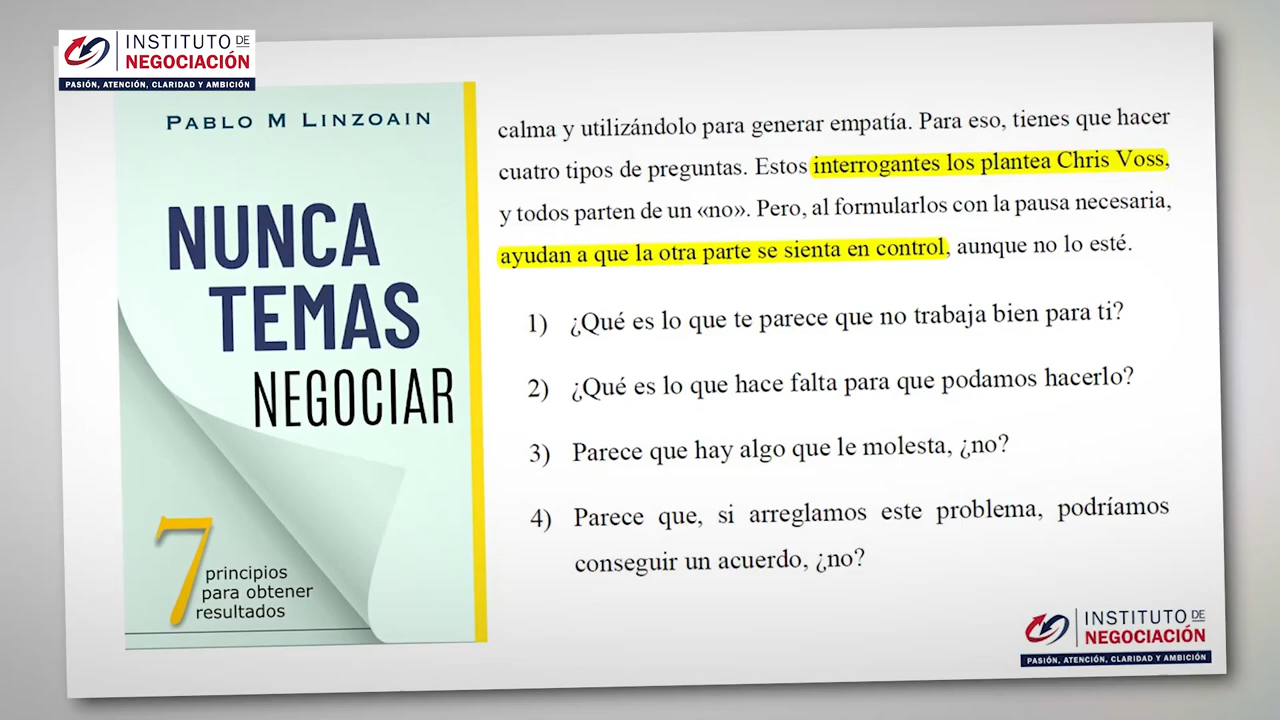 INSTITUTO DE
NEGOCIACIÓN
PASIÓN, ATENCIÓN, CLARIDAD Y AMBICIÓN
PABLO M LINZOAIN
NUNCA
TEMAS
NEGOCIAR
7
principios
para obtener
resultados
calma y utilizándolo para generar empatía. Para eso, tienes que hacer
cuatro tipos de preguntas. Estos interrogantes los plantea Chris Voss,
y todos parten de un «no». Pero, al formularlos con la pausa necesaria,
ayudan a que la otra parte se sienta en control, aunque no lo esté.
1) ¿Qué es lo que te parece que no trabaja bien para ti?
2) ¿Qué es lo que hace falta para que podamos hacerlo?
3) Parece que hay algo que le molesta, ¿no?
4) Parece que, si arreglamos este problema, podríamos
conseguir un acuerdo, ¿no?
INSTITUTO DE
NEGOCIACIÓN
PASIÓN, ATENCIÓN, CLARIDAD Y AMBICIÓN